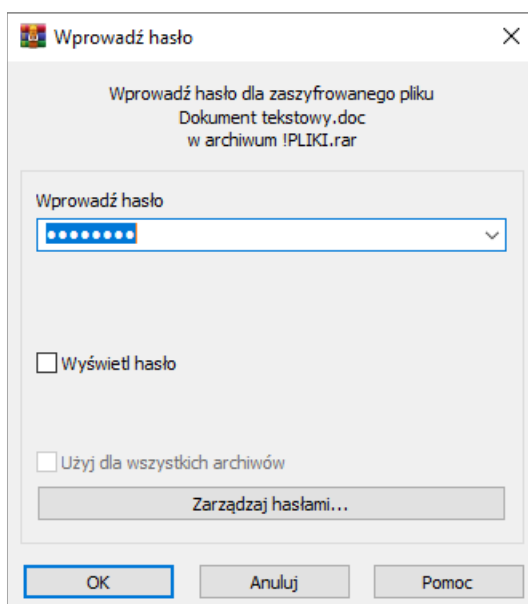 Wprowadź hasło
Wprowadź hasło dla zaszyfrowanego pliku
Dokument tekstowy.doc
w archiwum !PLIKI.rar
Wprowadź hasło
••••••••
Wyświetl hasło
Użyj dla wszystkich archiwów
Zarządzaj hasłami...
OK
Anuluj
Pomoc